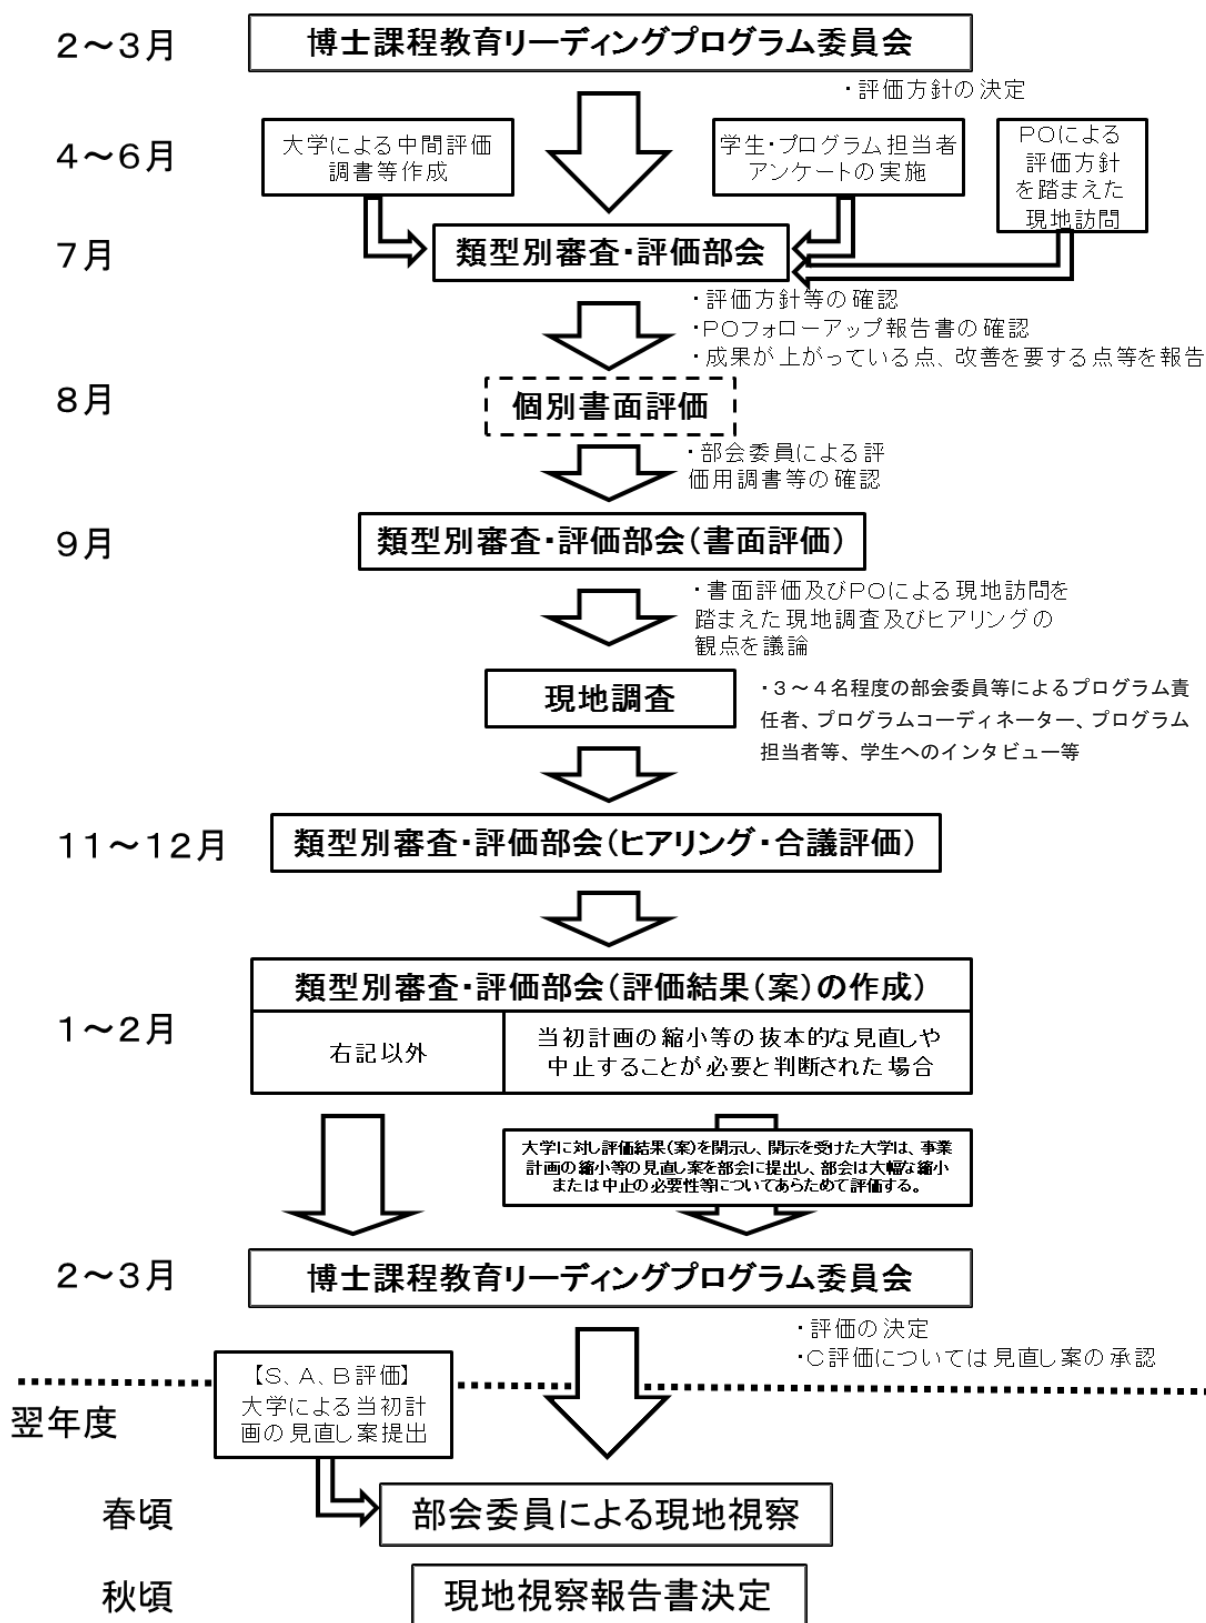 2～3月
博士課程教育リーディングプログラム委員会
・評価方針の決定
4～6月
大学による中間評価
調書等作成
学生・プログラム担当者
アンケートの実施
POによる
評価方針
を踏まえた
現地訪問
7月
類型別審査・評価部会
・評価方針等の確認
・POフォローアップ報告書の確認
・成果が上がっている点、改善を要する点等を報告
8月
個別書面評価
・部会委員による評
価用調書等の確認
9月
類型別審査・評価部会（書面評価）
・書面評価及びPOによる現地訪問を
踏まえた現地調査及びヒアリングの
観点を議論
現地調査
・3～4名程度の部会委員等によるプログラム責
任者、プログラムコーディネーター、プログラム
担当者等、学生へのインタビュー等
11～12月
類型別審査・評価部会（ヒアリング・合議評価）
類型別審査・評価部会（評価結果（案）の作成）
1～2月
右記以外
当初計画の縮小等の抜本的な見直しや
中止することが必要と判断された場合
大学に対し評価結果（案）を開示し、開示を受けた大学は、事業
計画の縮小等の見直し案を部会に提出し、部会は大幅な縮小
または中止の必要性等についてあらためて評価する。
2～3月
博士課程教育リーディングプログラム委員会
・評価の決定
・C評価については見直し案の承認
【S、A、B評価】
大学による当初計
画の見直し案提出
翌年度
春頃
部会委員による現地視察
秋頃
現地視察報告書決定